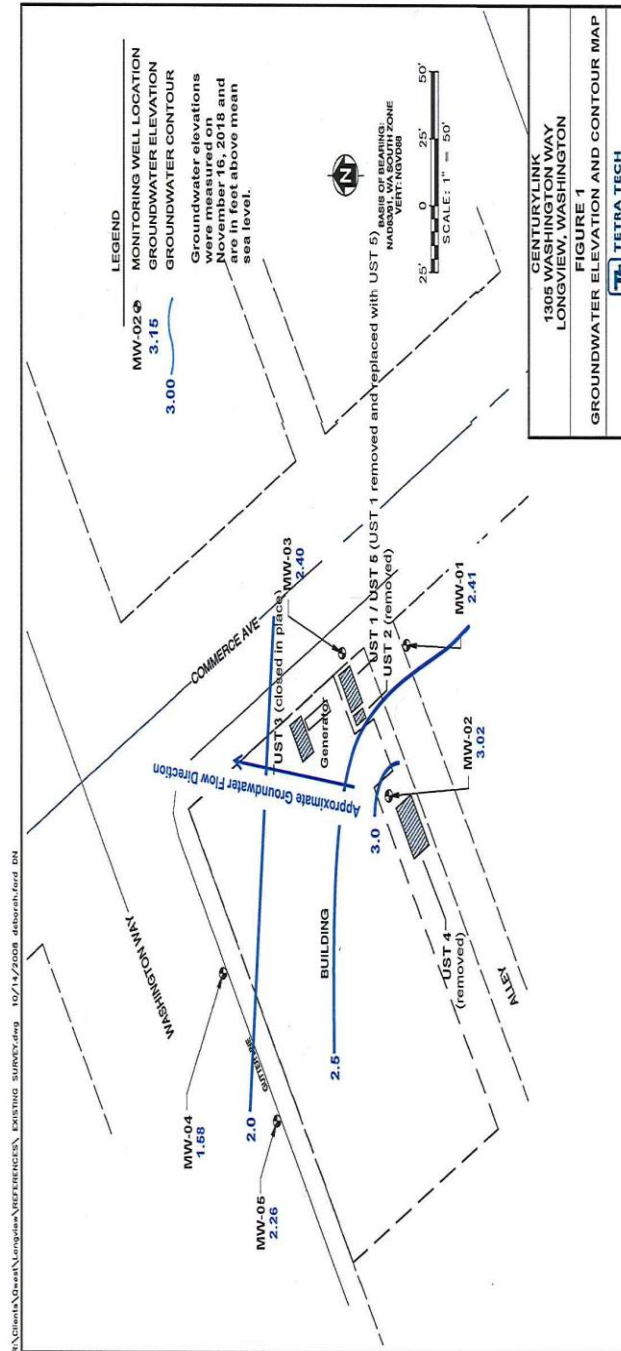 R:\Clients\Qwest\Longview\REFERENCES\ EXISTING SURVEY.dwg 10/14/2008 deborah.ford DN
LEGEND
MW-02 MONITORING WELL LOCATION
3.15 GROUNDWATER ELEVATION
3.00 GROUNDWATER CONTOUR
Groundwater elevations
were measured on
November 16, 2018 and
are in feet above mean
sea level.
N
BASIS OF BEARING:
NAD83/91, WA SOUTH ZONE
VERT: NGVD88
25' 0 25' 50'
SCALE: 1" = 50'
WASHINGTON WAY
COMMERCE AVE
MW-04
1.58
MW-05
2.26
GUTTER LINE
2.0
BUILDING
2.5
Approximate Groundwater Flow Direction
UST 3 (closed in place)
MW-03
2.40
Generator
UST 1 / UST 5 (UST 1 removed and replaced with UST 5)
UST 2 (removed)
MW-01
2.41
3.0
MW-02
3.02
UST 4
(removed)
ALLEY
CENTURYLINK
1305 WASHINGTON WAY
LONGVIEW, WASHINGTON
FIGURE 1
GROUNDWATER ELEVATION AND CONTOUR MAP
TETRA TECH